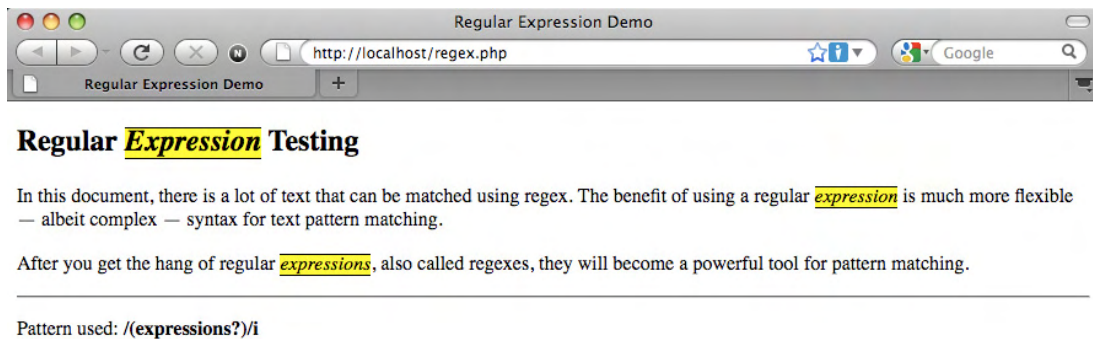 Regular Expression Demo
http://localhost/regex.php
Google
Regular Expression Demo
+
Regular Expression Testing
In this document, there is a lot of text that can be matched using regex. The benefit of using a regular expression is much more flexible
— albeit complex — syntax for text pattern matching.
After you get the hang of regular expressions, also called regexes, they will become a powerful tool for pattern matching.
Pattern used: /(expressions?)/i